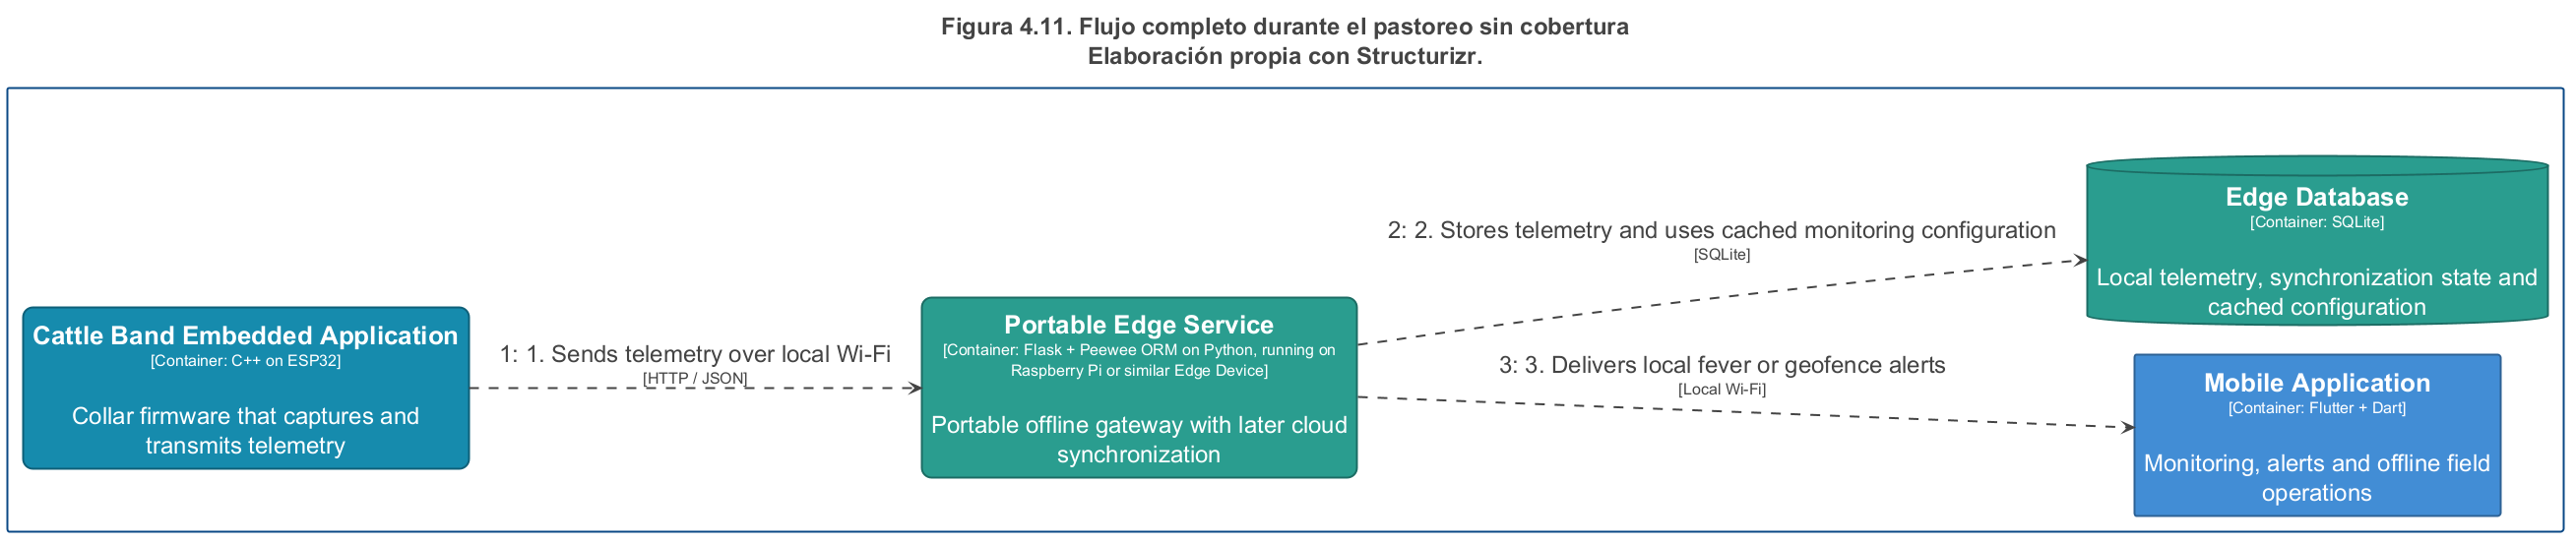 Figura 4.11. Flujo completo durante el pastoreo sin cobertura
Elaboración propia con Structurizr.
Cattle Band Embedded Application
[Container: C++ on ESP32]
Collar firmware that captures and
transmits telemetry
1: 1. Sends telemetry over local Wi-Fi
[HTTP / JSON]
Portable Edge Service
[Container: Flask + Peewee ORM on Python, running on
Raspberry Pi or similar Edge Device]
Portable offline gateway with later cloud
synchronization
2: 2. Stores telemetry and uses cached monitoring configuration
[SQLite]
3: 3. Delivers local fever or geofence alerts
[Local Wi-Fi]
Edge Database
[Container: SQLite]
Local telemetry, synchronization state and
cached configuration
Mobile Application
[Container: Flutter + Dart]
Monitoring, alerts and offline field
operations